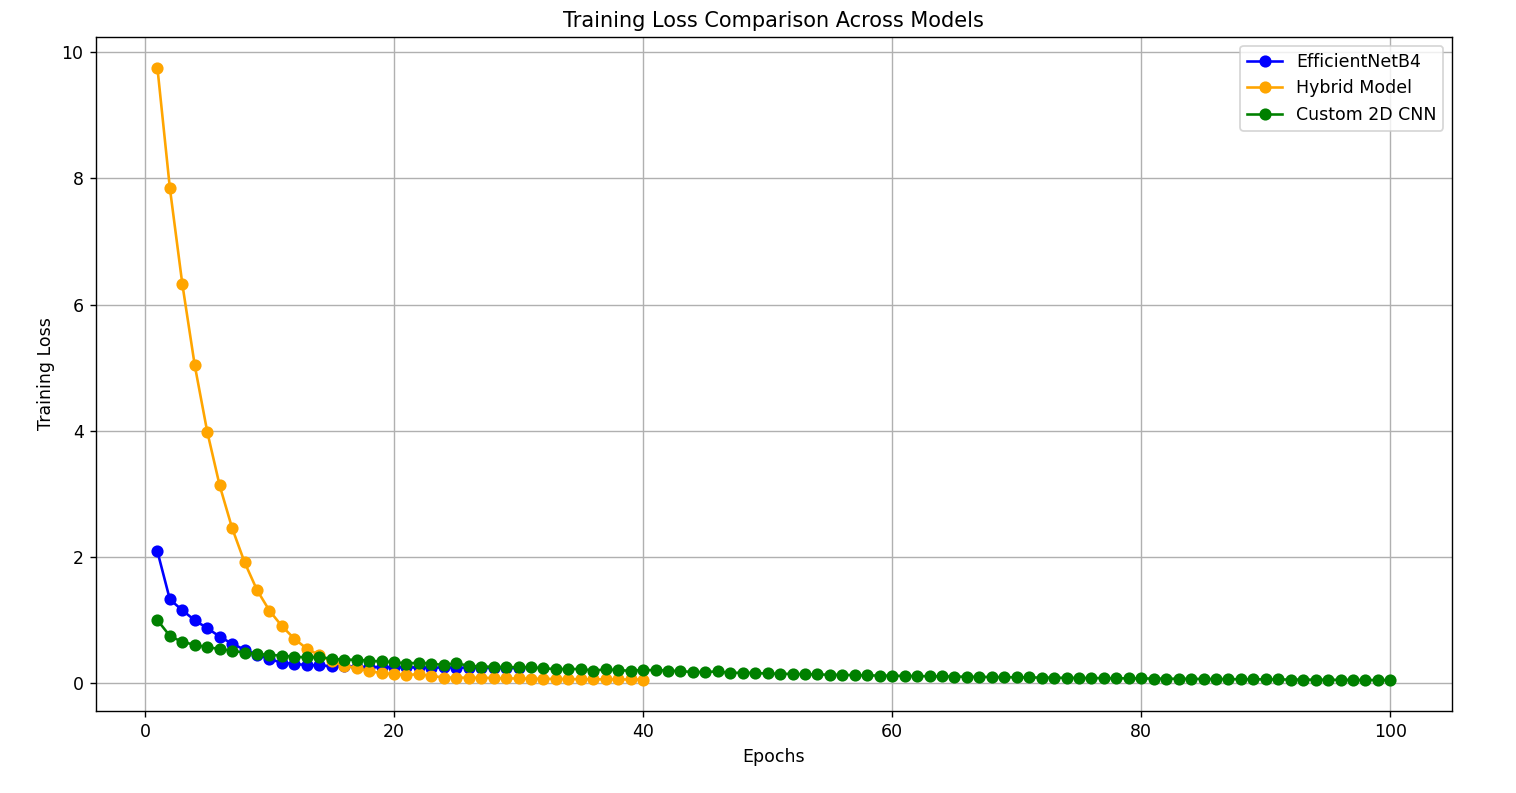 Training Loss Comparison Across Models
10
8
6
4
2
0
Training Loss
EfficientNetB4
Hybrid Model
Custom 2D CNN
0 20 40 60 80 100
Epochs